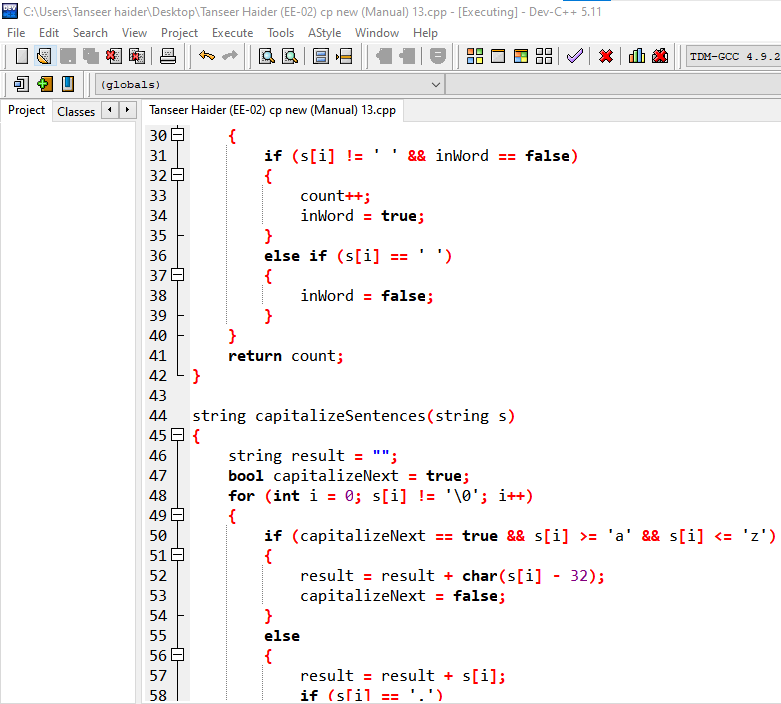 C:\Users\Tanseer haider\Desktop\Tanseer Haider (EE-02) cp new (Manual) 13.cpp - [Executing] - Dev-C++ 5.11
File Edit Search View Project Execute Tools AStyle Window Help
TDM-GCC 4.9.2
(globals)
Project Classes Tanseer Haider (EE-02) cp new (Manual) 13.cpp
30 {
31 if (s[i] != ' ' && inWord == false)
32 {
33 count++;
34 inWord = true;
35 }
36 else if (s[i] == ' ')
37 {
38 inWord = false;
39 }
40 }
41 return count;
42 }
43
44 string capitalizeSentences(string s)
45 {
46 string result = "";
47 bool capitalizeNext = true;
48 for (int i = 0; s[i] != '\0'; i++)
49 {
50 if (capitalizeNext == true && s[i] >= 'a' && s[i] <= 'z')
51 {
52 result = result + char(s[i] - 32);
53 capitalizeNext = false;
54 }
55 else
56 {
57 result = result + s[i];
58 if (s[i] == '.')